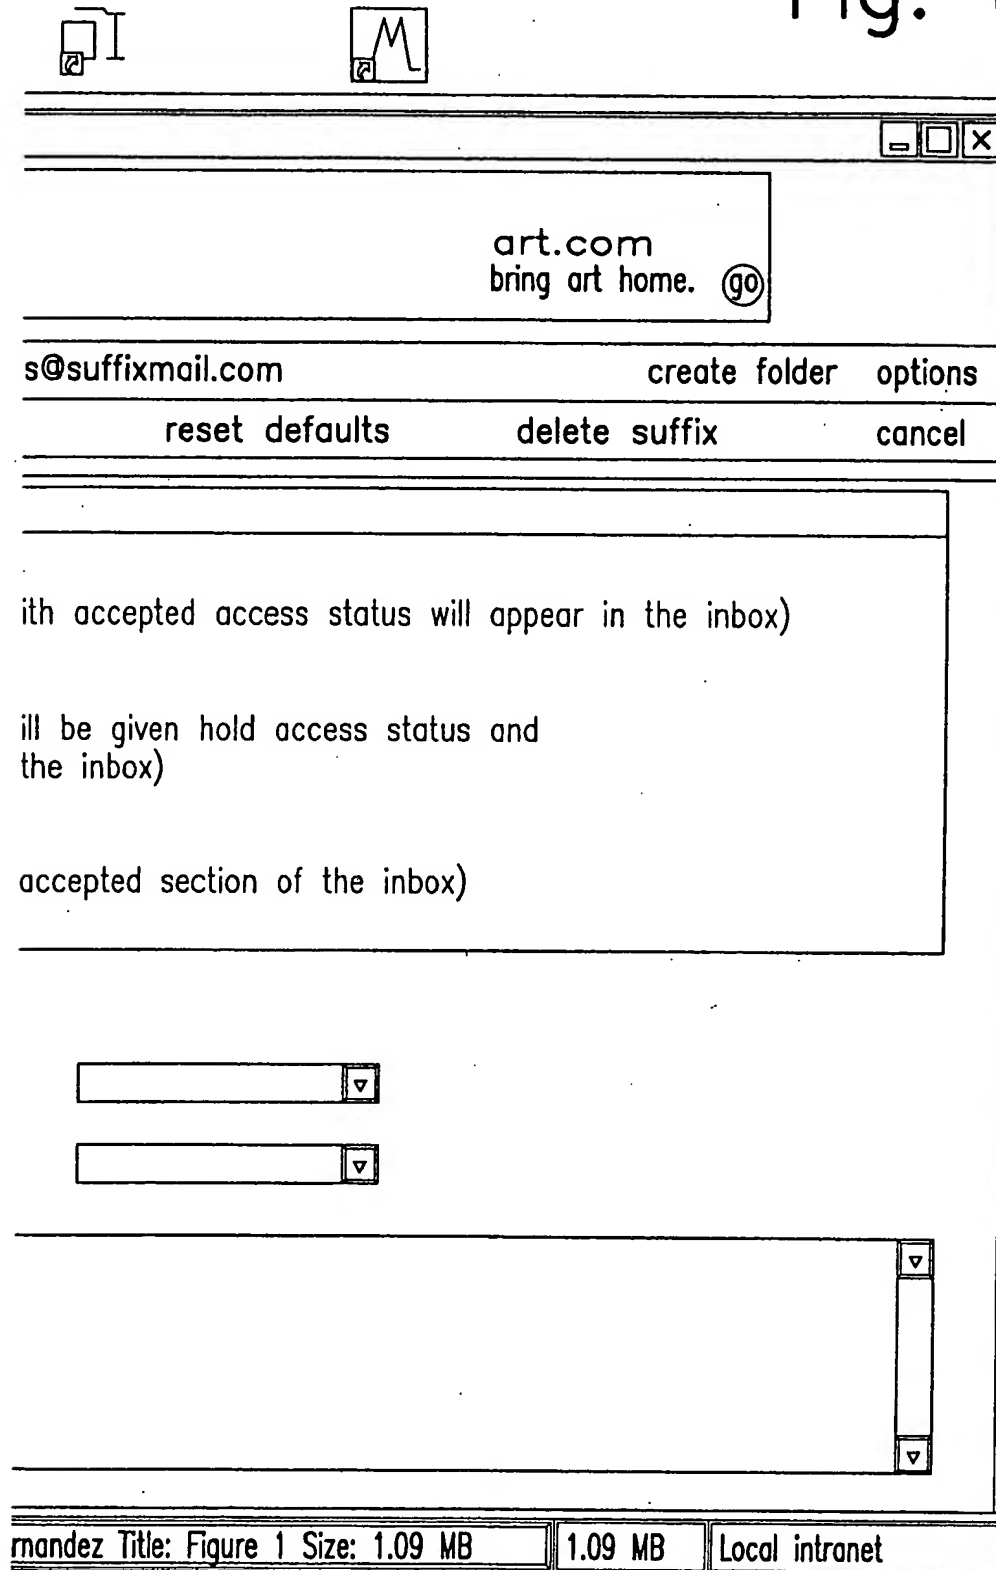 Fig.
M
art.com
bring art home. go
s@suffixmail.com create folder options
reset defaults delete suffix cancel
ith accepted access status will appear in the inbox)
ill be given hold access status and
the inbox)
accepted section of the inbox)
rnandez Title: Figure 1 Size: 1.09 MB 1.09 MB Local intranet